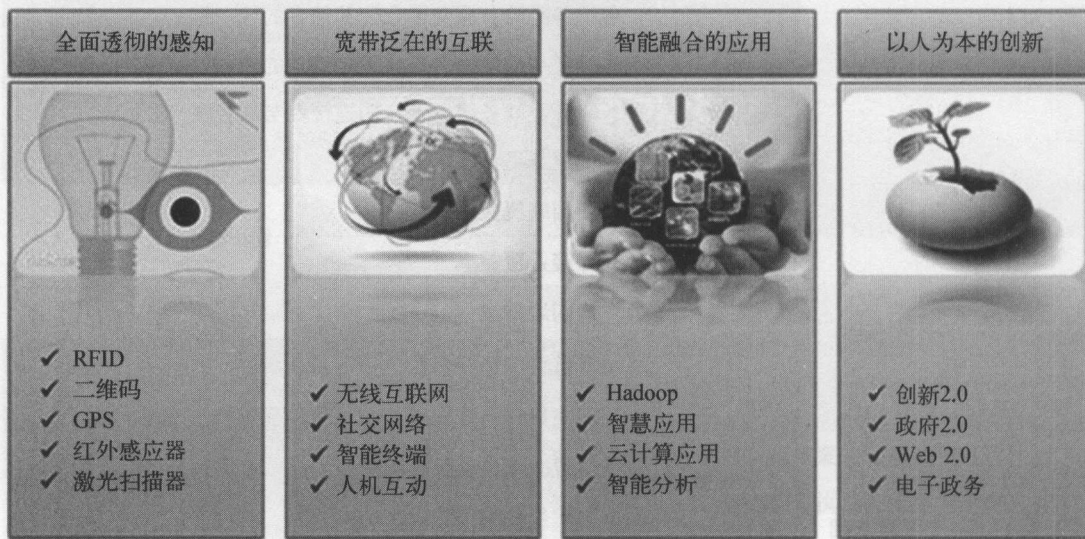 全面透彻的感知
宽带泛在的互联
智能融合的应用
以人为本的创新
✔ RFID
✔ 二维码
✔ GPS
✔ 红外感应器
✔ 激光扫描器
✔ 无线互联网
✔ 社交网络
✔ 智能终端
✔ 人机互动
✔ Hadoop
✔ 智慧应用
✔ 云计算应用
✔ 智能分析
✔ 创新2.0
✔ 政府2.0
✔ Web 2.0
✔ 电子政务